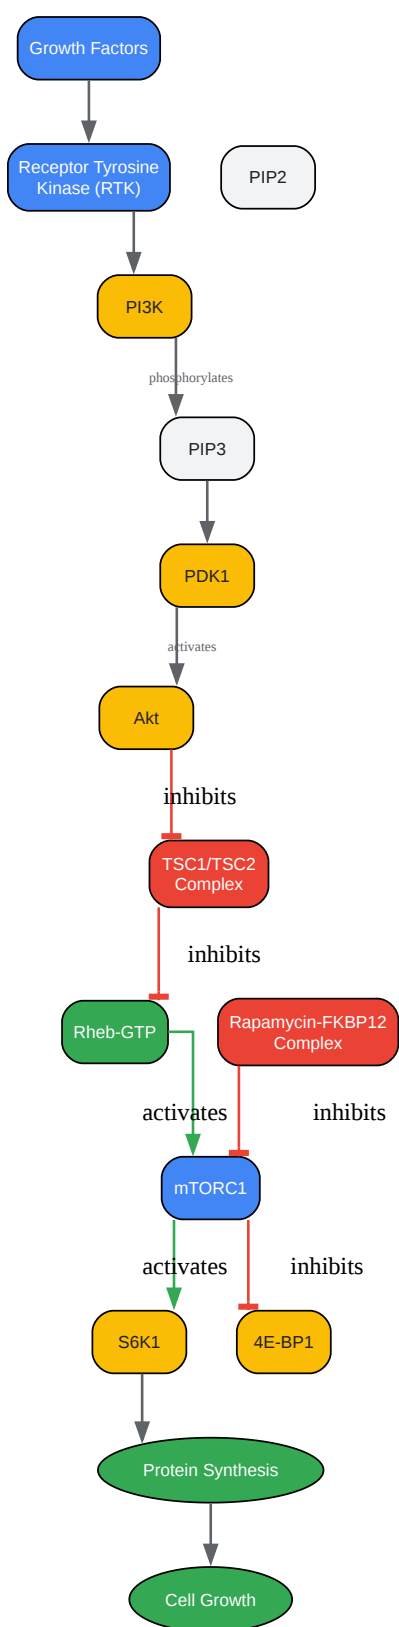 Growth Factors
Receptor Tyrosine
Kinase (RTK)
PIP2
PI3K
phosphorylates
PIP3
PDK1
activates
Akt
inhibits
TSC1/TSC2
Complex
inhibits
Rheb-GTP
Rapamycin-FKBP12
Complex
activates
inhibits
mTORC1
activates
inhibits
S6K1
4E-BP1
Protein Synthesis
Cell Growth